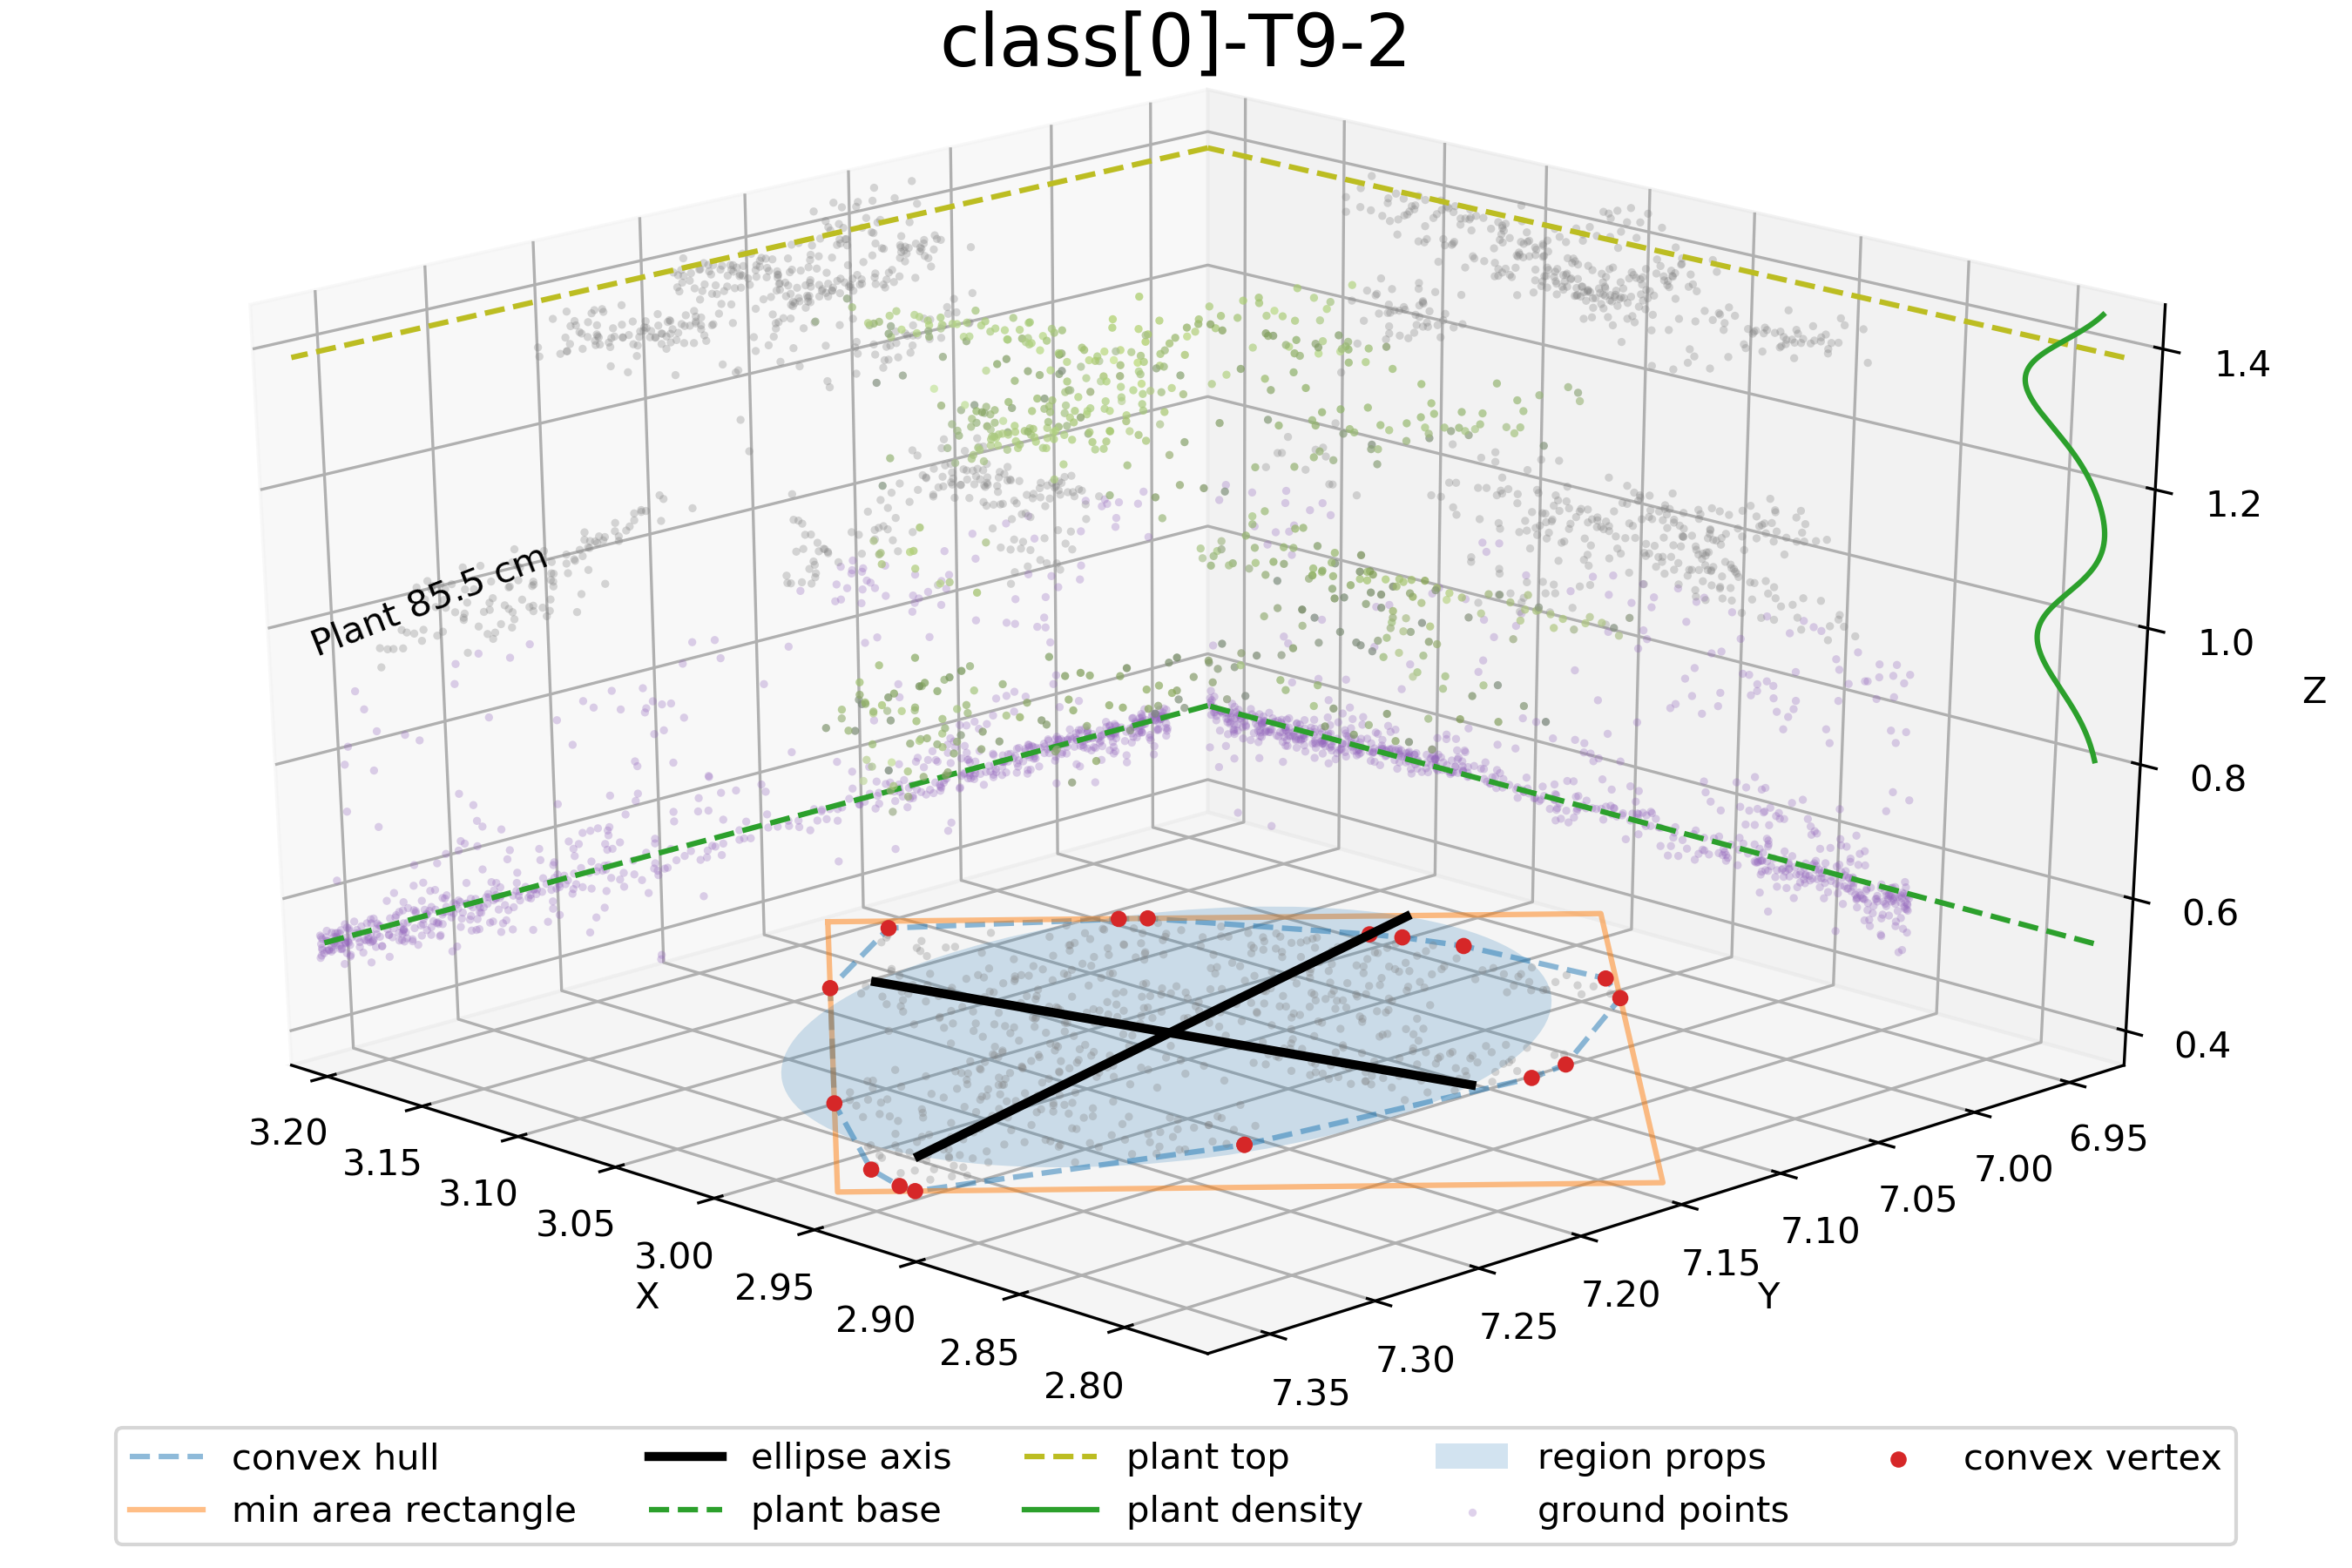 class[0]-T9-2
Plant 85.5 cm
1.4
1.2
1.0
0.8
0.6
0.4
Z
3.20
3.15
3.10
3.05
3.00
2.95
2.90
2.85
2.80
X
7.35
7.30
7.25
7.20
7.15
7.10
7.05
7.00
6.95
Y
convex hull
min area rectangle
ellipse axis
plant base
plant top
plant density
region props
ground points
convex vertex